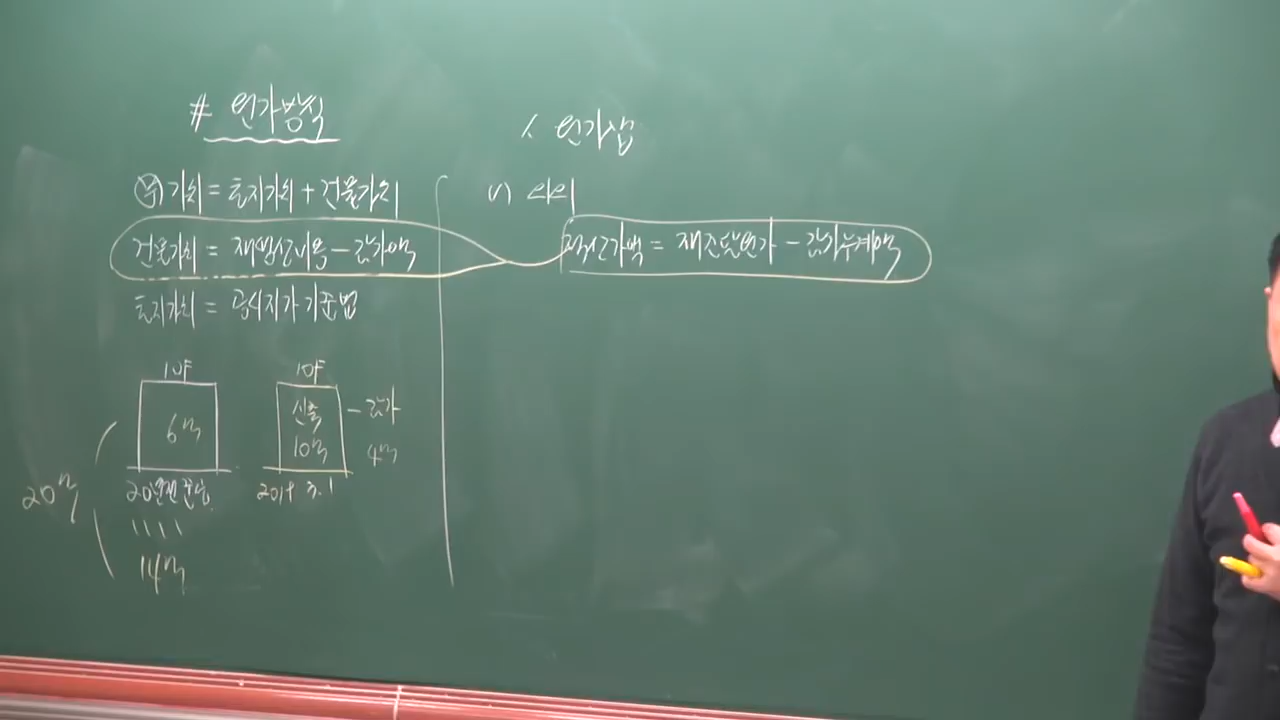 # 원가방식
부 가치 = 토지가치 + 건물가치
건물가치 = 재생산비용 - 감가액
토지가치 = 공시지가기준법
10F
6억
20년전 준공
14억
20억
10F
신축
10억
- 감가
4억
2019. 3. 1
1. 원가법
1) 의의
적산가액 = 재조달원가 - 감가누계액